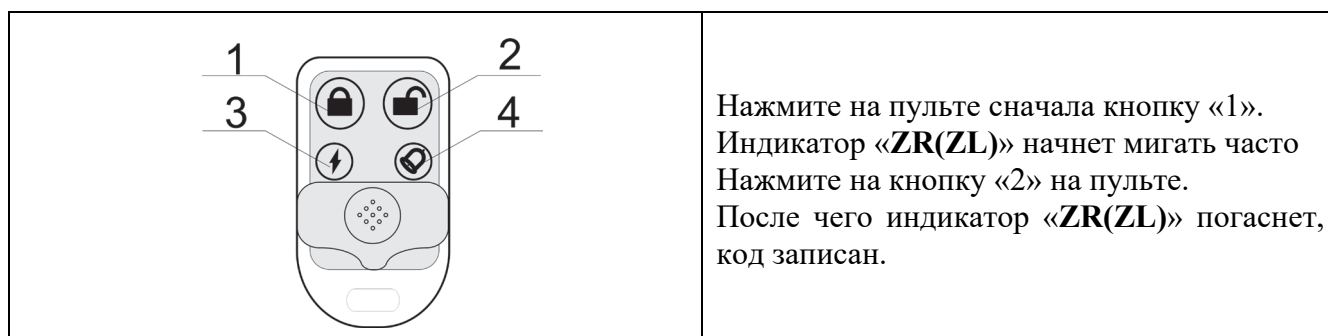 1
2
3
4
Нажмите на пульте сначала кнопку «1».
Индикатор «ZR(ZL)» начнет мигать часто
Нажмите на кнопку «2» на пульте.
После чего индикатор «ZR(ZL)» погаснет,
код записан.